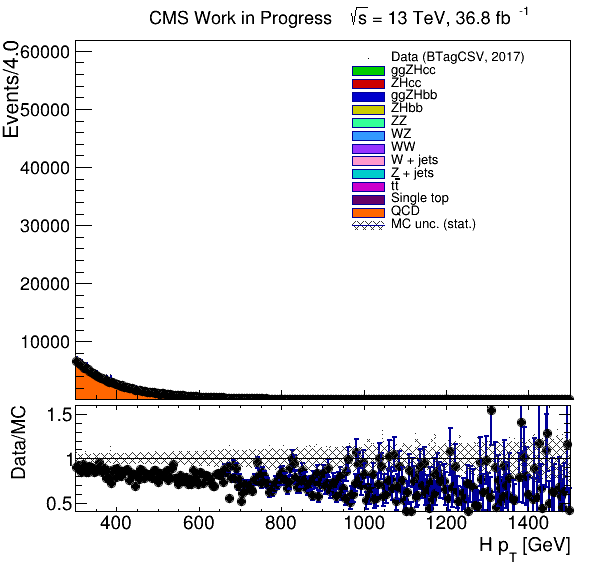 CMS Work in Progress √s = 13 TeV, 36.8 fb⁻¹
Events/4.0
60000
50000
40000
30000
20000
10000
Data (BTagCSV, 2017)
ggZHcc
ZHcc
ggZHbb
ZHbb
ZZ
WZ
WW
W + jets
Z + jets
tt̅
Single top
QCD
MC unc. (stat.)
Data/MC
1.5
1
0.5
400 600 800 1000 1200 1400
H p_T [GeV]